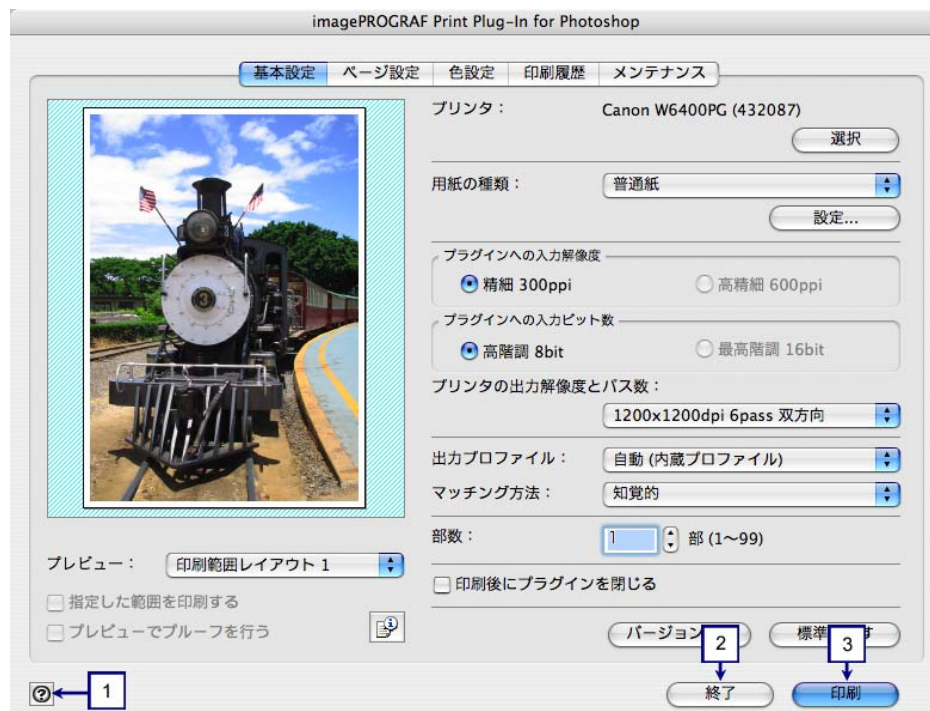 imagePROGRAF Print Plug-In for Photoshop
基本設定 ページ設定 色設定 印刷履歴 メンテナンス
プリンタ： Canon W6400PG (432087)
選択
用紙の種類： 普通紙
設定...
プラグインへの入力解像度
精細 300ppi 高精細 600ppi
プラグインへの入力ビット数
高階調 8bit 最高階調 16bit
プリンタの出力解像度とパス数：
1200x1200dpi 6pass 双方向
出力プロファイル： 自動 (内蔵プロファイル)
マッチング方法： 知覚的
部数： 1 部 (1〜99)
印刷後にプラグインを閉じる
プレビュー： 印刷範囲レイアウト 1
指定した範囲を印刷する
プレビューでプルーフを行う
3
バージョン 標準 す
2 3
1
終了 印刷